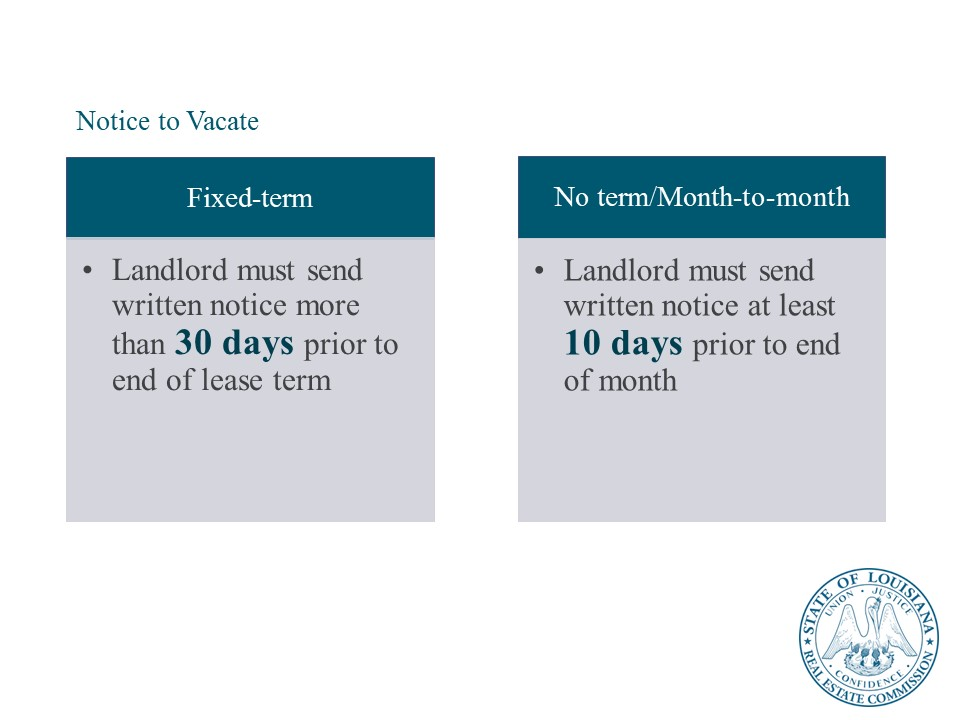 Notice to Vacate
Fixed-term
• Landlord must send
written notice more
than 30 days prior to
end of lease term
No term/Month-to-month
• Landlord must send
written notice at least
10 days prior to end
of month
STATE OF LOUISIANA
UNION · JUSTICE
CONFIDENCE
REAL ESTATE COMMISSION